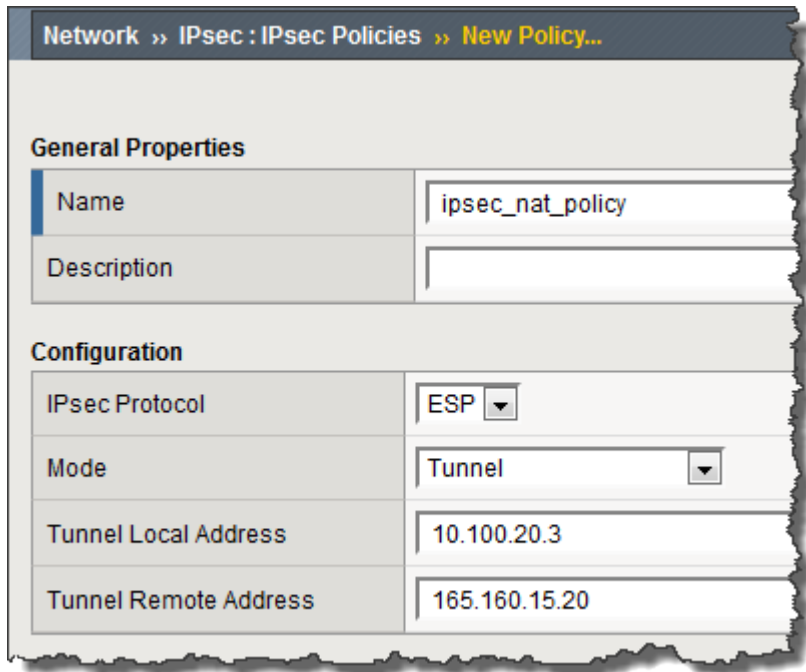 Network » IPsec : IPsec Policies » New Policy...
General Properties
Name ipsec_nat_policy
Description
Configuration
IPsec Protocol ESP
Mode Tunnel
Tunnel Local Address 10.100.20.3
Tunnel Remote Address 165.160.15.20